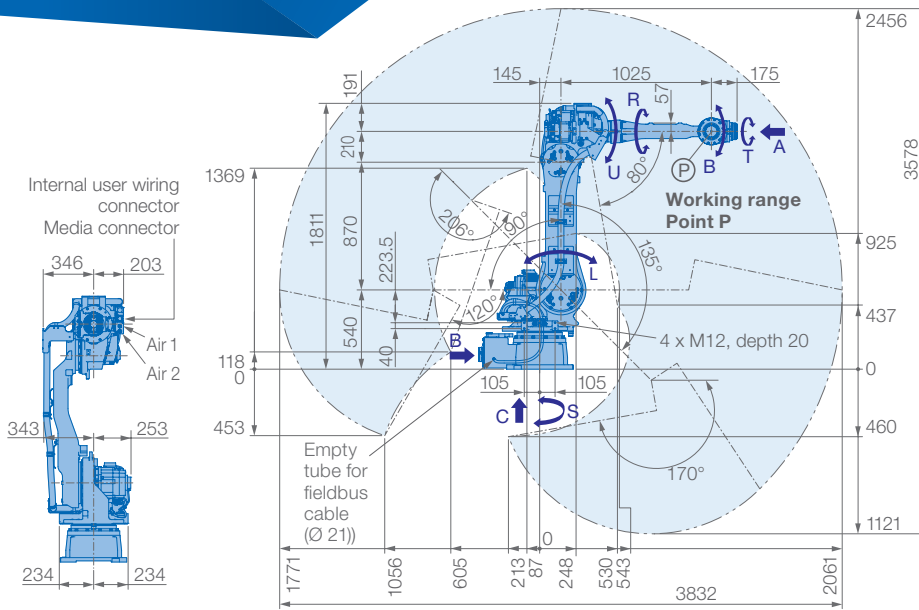 2456
145
1025
175
191
57
R
210
U
80°
B
T
A
P
3578
Internal user wiring
connector
Media connector
1369
1811
870
206°
190°
Working range
Point P
925
135°
346
203
223.5
L
120°
437
540
Air 1
Air 2
B
4 x M12, depth 20
118
40
0
0
105
105
C
S
453
460
343
253
Empty
tube for
fieldbus
cable
(Ø 21))
170°
1121
0
234
234
1771
1056
605
213
87
248
530
543
2061
3832